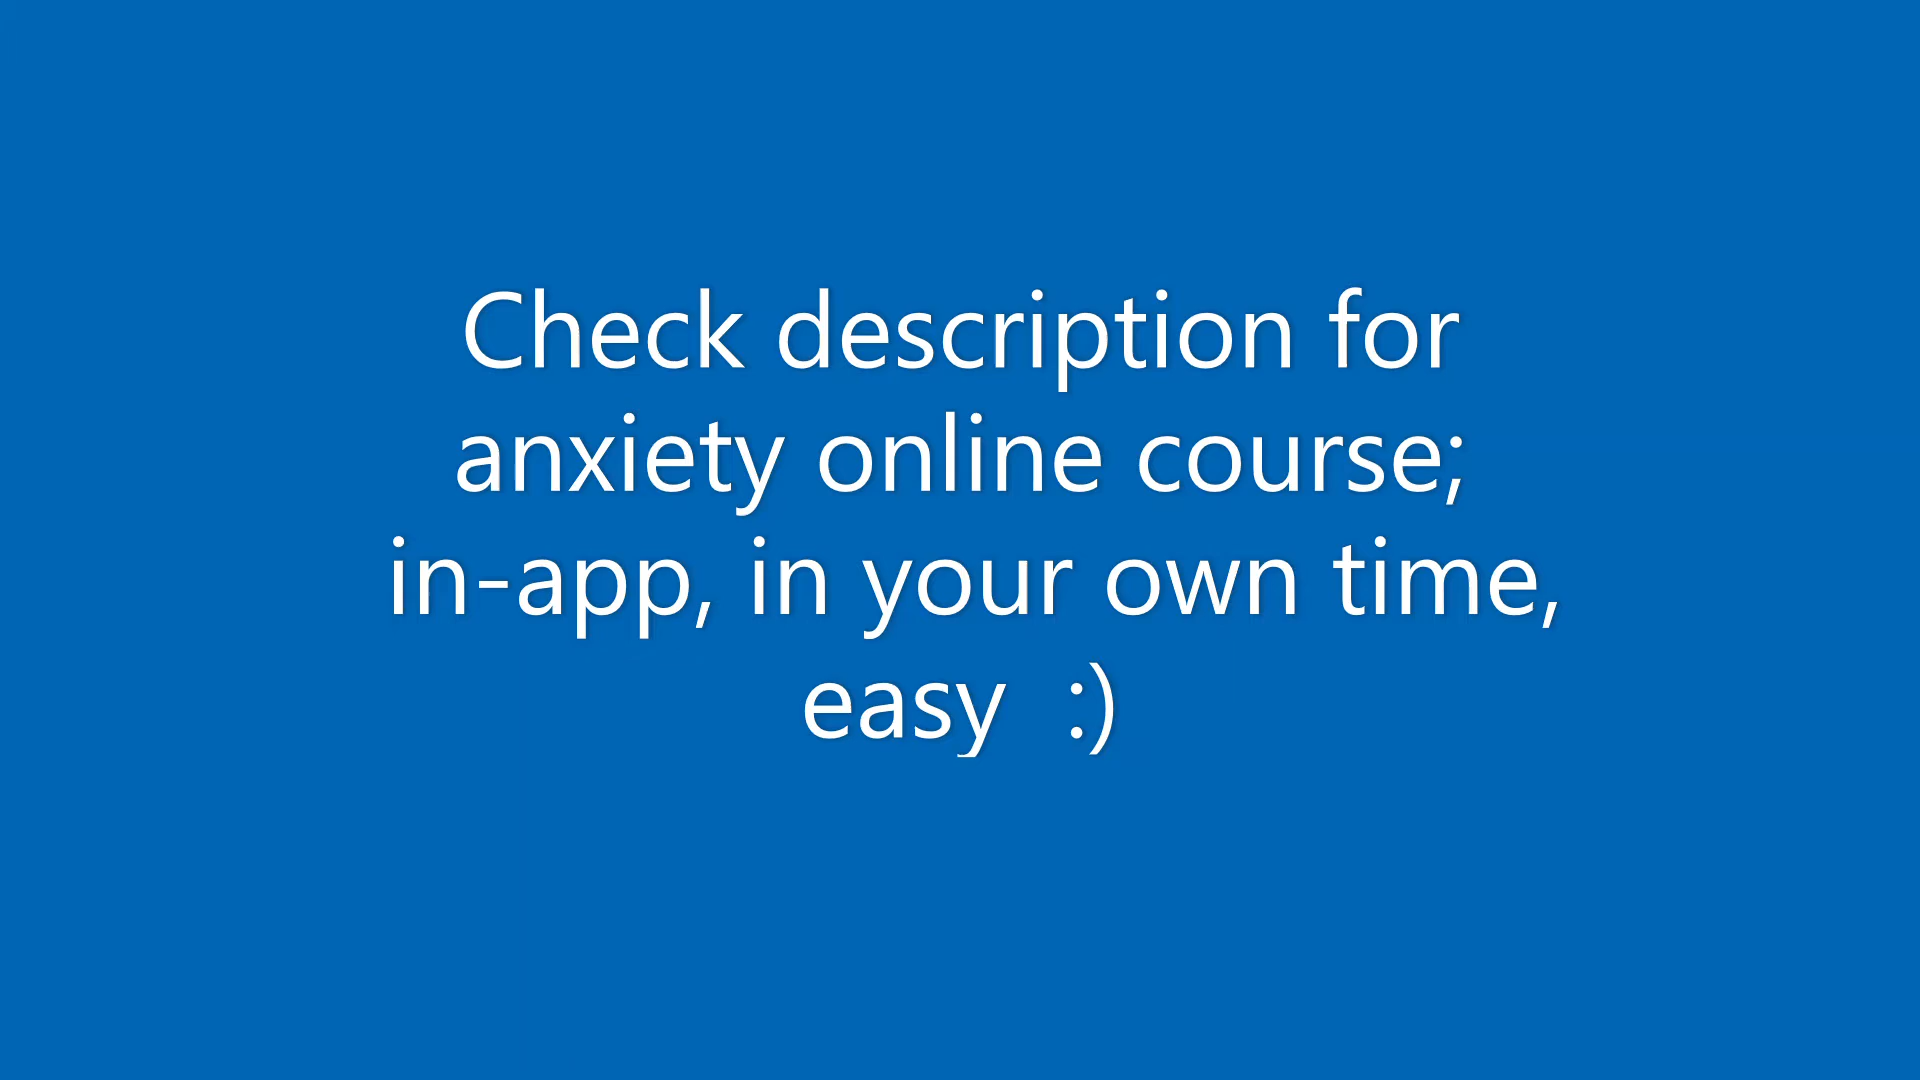 Check description for
anxiety online course;
in-app, in your own time,
easy  :)